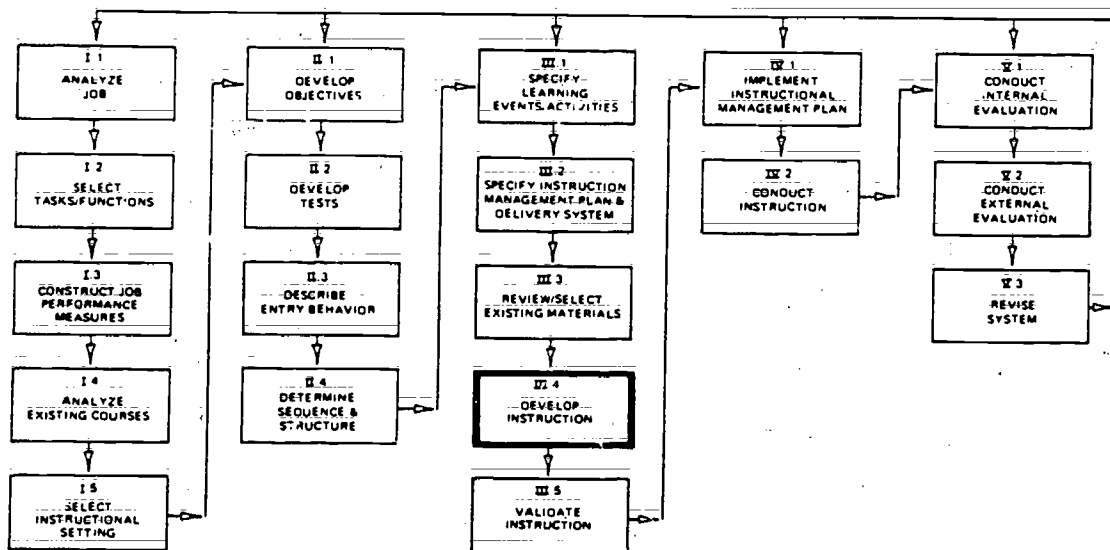 I.1
ANALYZE
JOB
I.2
SELECT
TASKS/FUNCTIONS
I.3
CONSTRUCT JOB
PERFORMANCE
MEASURES
I.4
ANALYZE
EXISTING COURSES
I.5
SELECT
INSTRUCTIONAL
SETTING
II.1
DEVELOP
OBJECTIVES
II.2
DEVELOP
TESTS
II.3
DESCRIBE
ENTRY BEHAVIOR
II.4
DETERMINE
SEQUENCE &
STRUCTURE
III.1
SPECIFY
LEARNING
EVENTS/ACTIVITIES
III.2
SPECIFY INSTRUCTION
MANAGEMENT PLAN &
DELIVERY SYSTEM
III.3
REVIEW/SELECT
EXISTING MATERIALS
III.4
DEVELOP
INSTRUCTION
III.5
VALIDATE
INSTRUCTION
IV.1
IMPLEMENT
INSTRUCTIONAL
MANAGEMENT PLAN
IV.2
CONDUCT
INSTRUCTION
V.1
CONDUCT
INTERNAL
EVALUATION
V.2
CONDUCT
EXTERNAL
EVALUATION
V.3
REVISE
SYSTEM